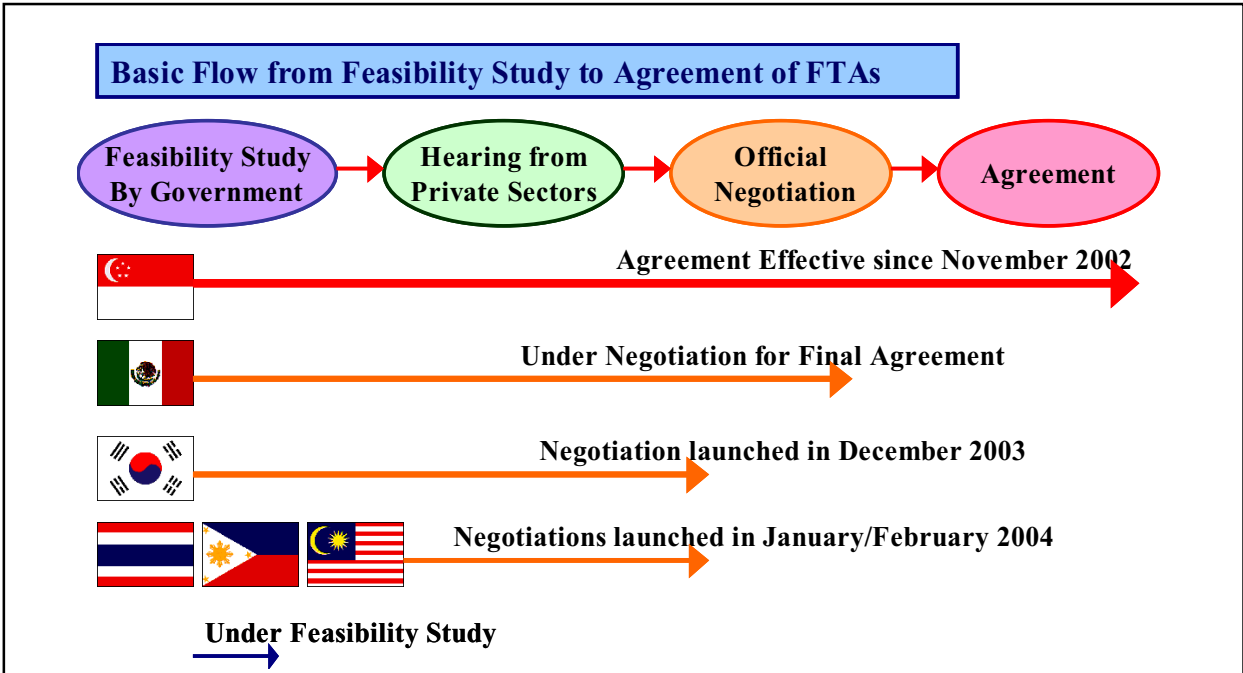 Basic Flow from Feasibility Study to Agreement of FTAs
Feasibility Study
By Government
Hearing from
Private Sectors
Official
Negotiation
Agreement
Agreement Effective since November 2002
Under Negotiation for Final Agreement
Negotiation launched in December 2003
Negotiations launched in January/February 2004
Under Feasibility Study